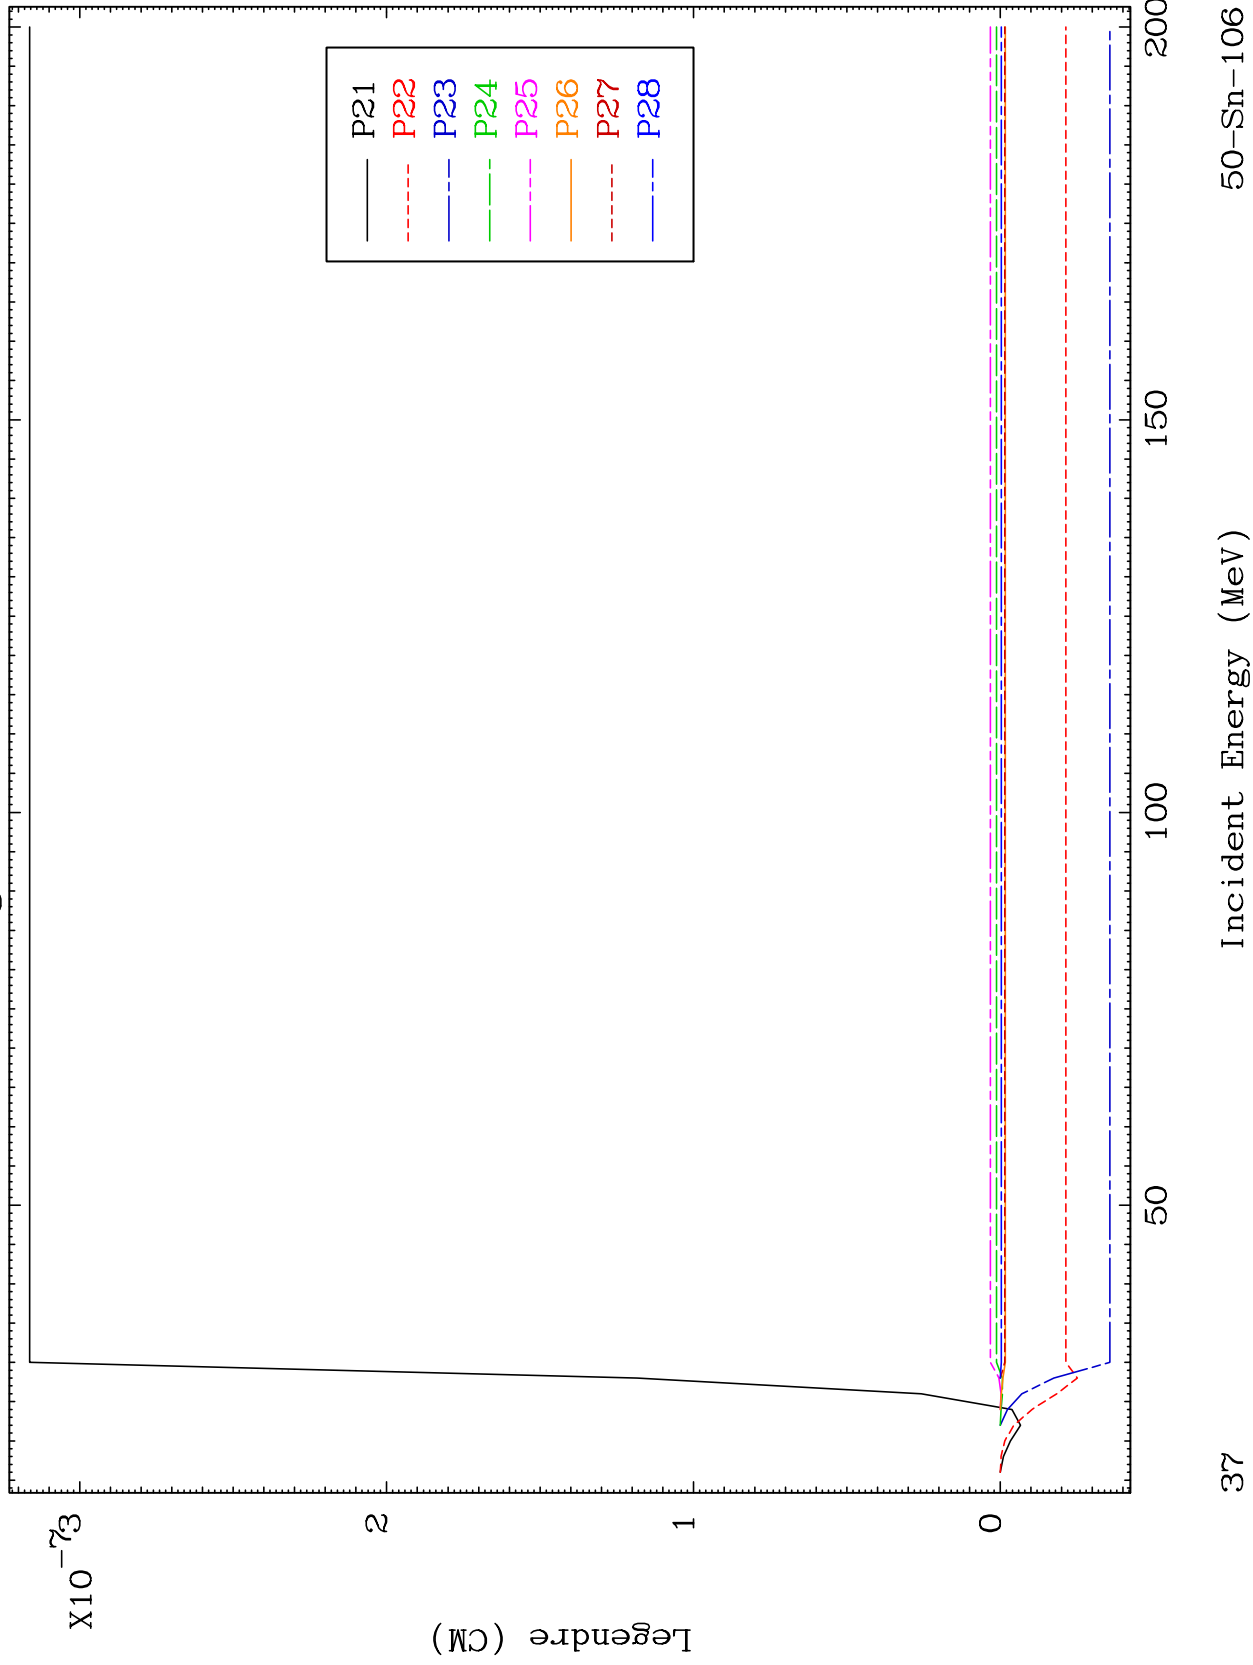 X10-7
3
2
1
0
Legendre (CM)
P21
P22
P23
P24
P25
P26
P27
P28
50
100
150
200
Incident Energy (MeV)
37
50-Sn-106